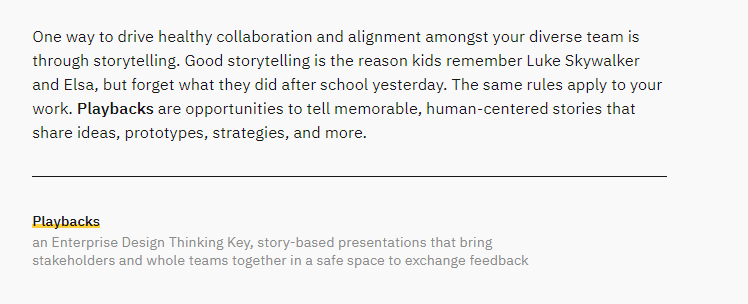 One way to drive healthy collaboration and alignment amongst your diverse team is
through storytelling. Good storytelling is the reason kids remember Luke Skywalker
and Elsa, but forget what they did after school yesterday. The same rules apply to your
work. Playbacks are opportunities to tell memorable, human-centered stories that
share ideas, prototypes, strategies, and more.
Playbacks
an Enterprise Design Thinking Key, story-based presentations that bring
stakeholders and whole teams together in a safe space to exchange feedback